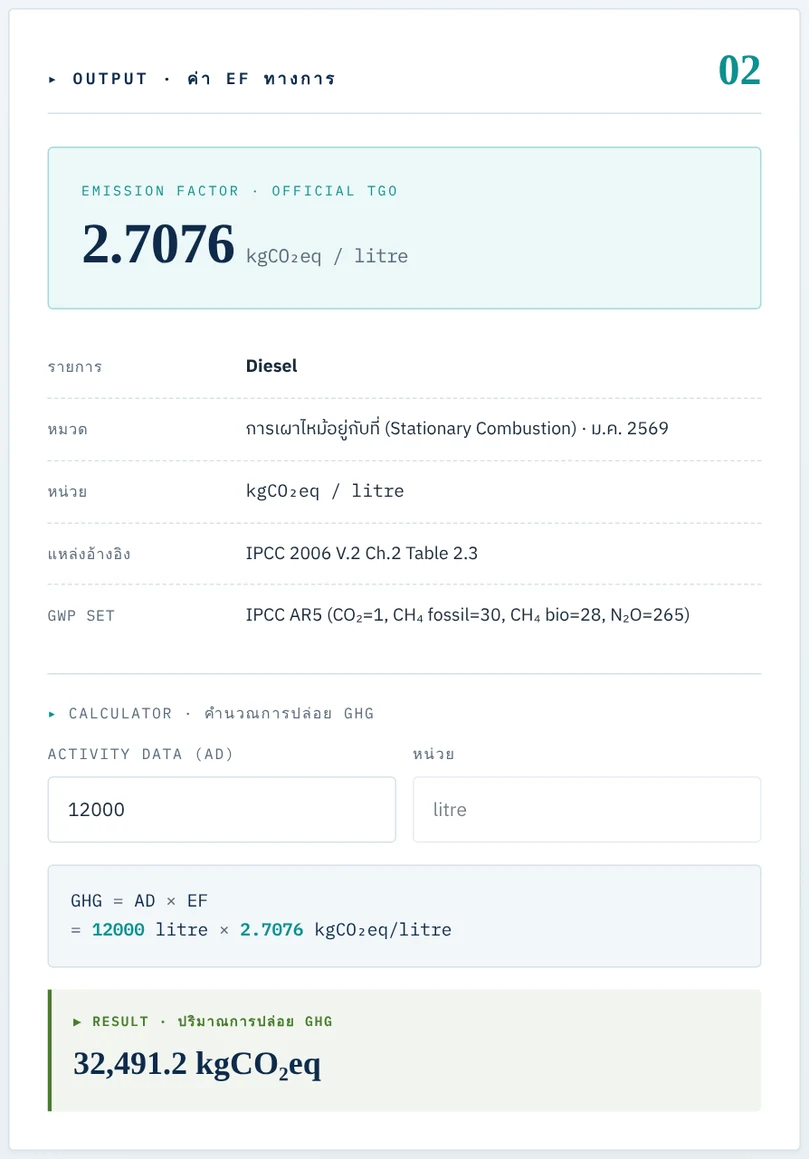 ▸ OUTPUT · ค่า EF ทางการ
02
EMISSION FACTOR · OFFICIAL TGO
2.7076 kgCO₂eq / litre
รายการ Diesel
หมวด การเผาไหม้อยู่กับที่ (Stationary Combustion) · ม.ค. 2569
หน่วย kgCO₂eq / litre
แหล่งอ้างอิง IPCC 2006 V.2 Ch.2 Table 2.3
GWP SET IPCC AR5 (CO₂=1, CH₄ fossil=30, CH₄ bio=28, N₂O=265)
▸ CALCULATOR · คำนวณการปล่อย GHG
ACTIVITY DATA (AD) หน่วย
12000 litre
GHG = AD × EF
= 12000 litre × 2.7076 kgCO₂eq/litre
▸ RESULT · ปริมาณการปล่อย GHG
32,491.2 kgCO₂eq